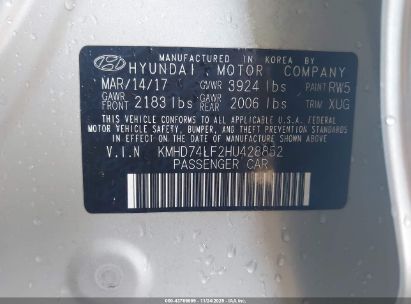 MANUFACTURED IN KOREA BY
HYUNDAI MOTOR COMPANY
MAR/14/17 GVWR 3924 lbs PAINT RW5
GAWR FRONT 2183 lbs GAWR REAR 2006 lbs TRIM XUG
THIS VEHICLE CONFORMS TO ALL APPLICABLE U.S.A. FEDERAL
MOTOR VEHICLE SAFETY, BUMPER, AND THEFT PREVENTION STANDARDS
IN EFFECT ON THE DATE OF MANUFACTURE SHOWN ABOVE.
V.I.N KMHD74LF2HU428852
PASSENGER CAR